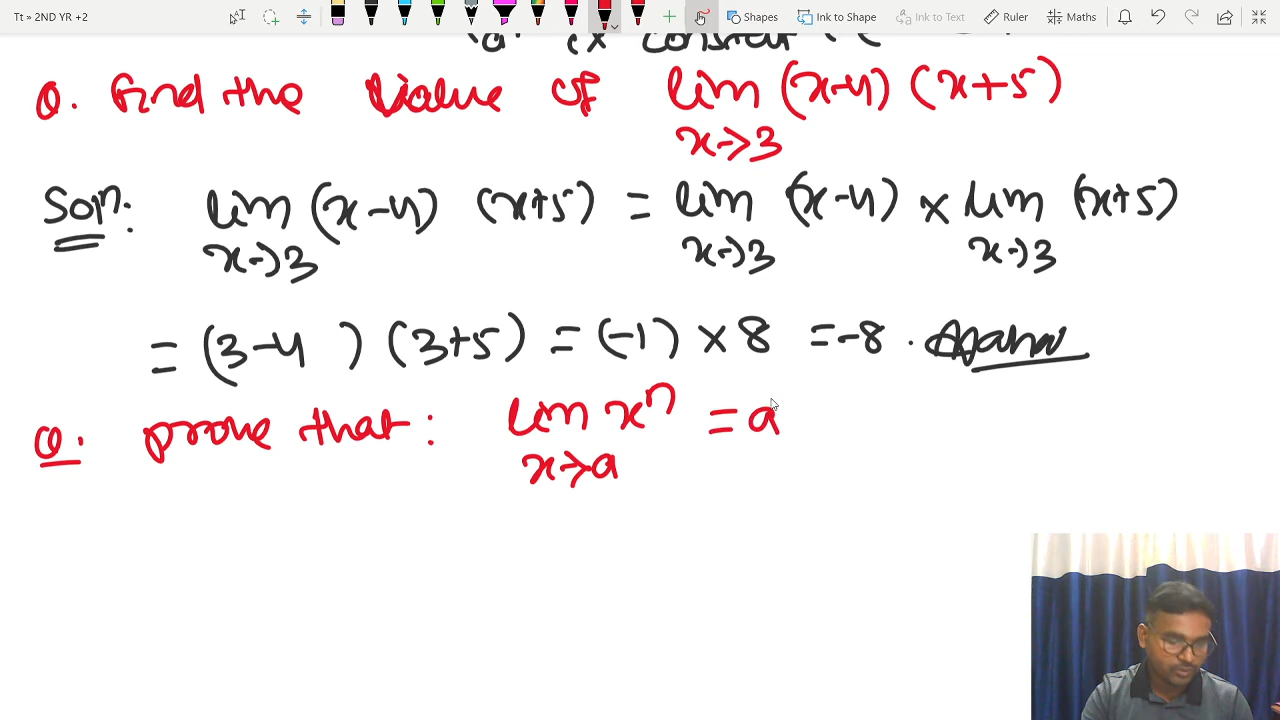 Tt » 2ND YR +2
Shapes Ink to Shape Ink to Text Ruler Maths
Q. Find the Value of lim (x-4) (x+5)
x->3
Soln: lim (x-4) (x+5) = lim (x-4) × lim (x+5)
x->3 x->3 x->3
= (3-4 ) (3+5) = (-1) × 8 = -8 .
Q. prove that : lim x^n = a
x->a